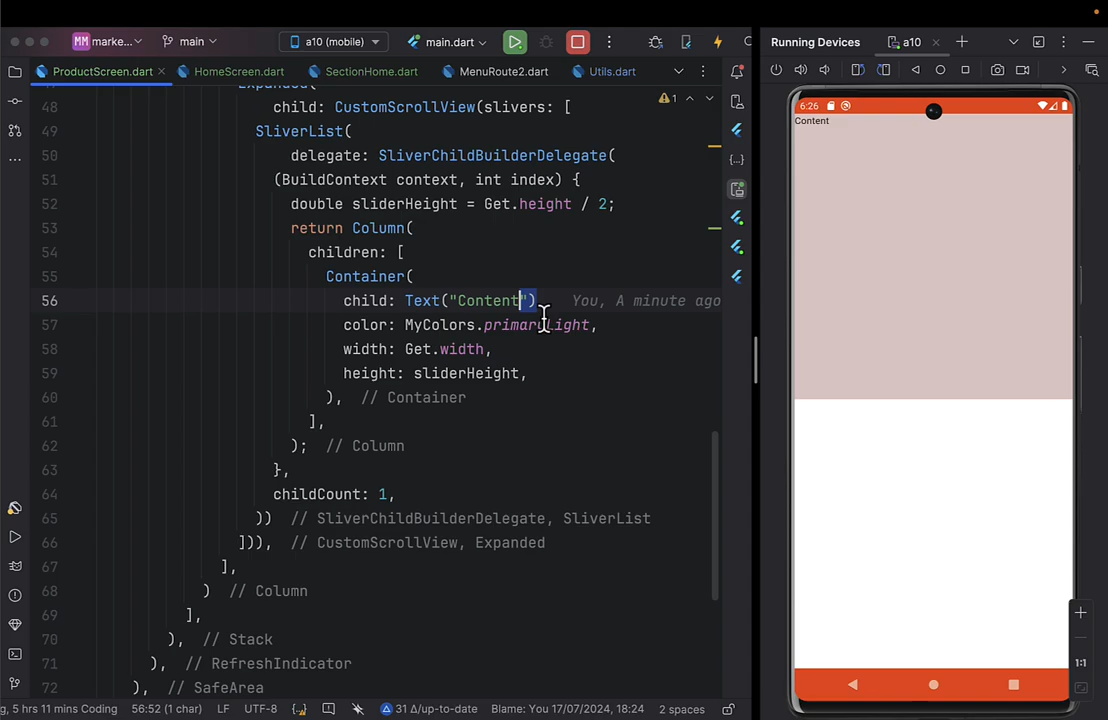 MM marke...
main
a10 (mobile)
main.dart
Running Devices
a10
ProductScreen.dart
HomeScreen.dart
SectionHome.dart
MenuRoute2.dart
Utils.dart
Expanded(
48 child: CustomScrollView(slivers: [
1
49 SliverList(
50 delegate: SliverChildBuilderDelegate(
51 (BuildContext context, int index) {
52 double sliderHeight = Get.height / 2;
53 return Column(
54 children: [
55 Container(
56 child: Text("Content") You, A minute ago
57 color: MyColors.primaryLight,
58 width: Get.width,
59 height: sliderHeight,
60 ), // Container
61 ],
62 ); // Column
63 },
64 childCount: 1,
65 )) // SliverChildBuilderDelegate, SliverList
66 ])), // CustomScrollView, Expanded
67 ],
68 ) // Column
69 ],
70 ), // Stack
71 ), // RefreshIndicator
72 ), // SafeArea
6:26
Content
1:1
g, 5 hrs 11 mins Coding
56:52 (1 char)
LF
UTF-8
31 Δ/up-to-date
Blame: You 17/07/2024, 18:24
2 spaces